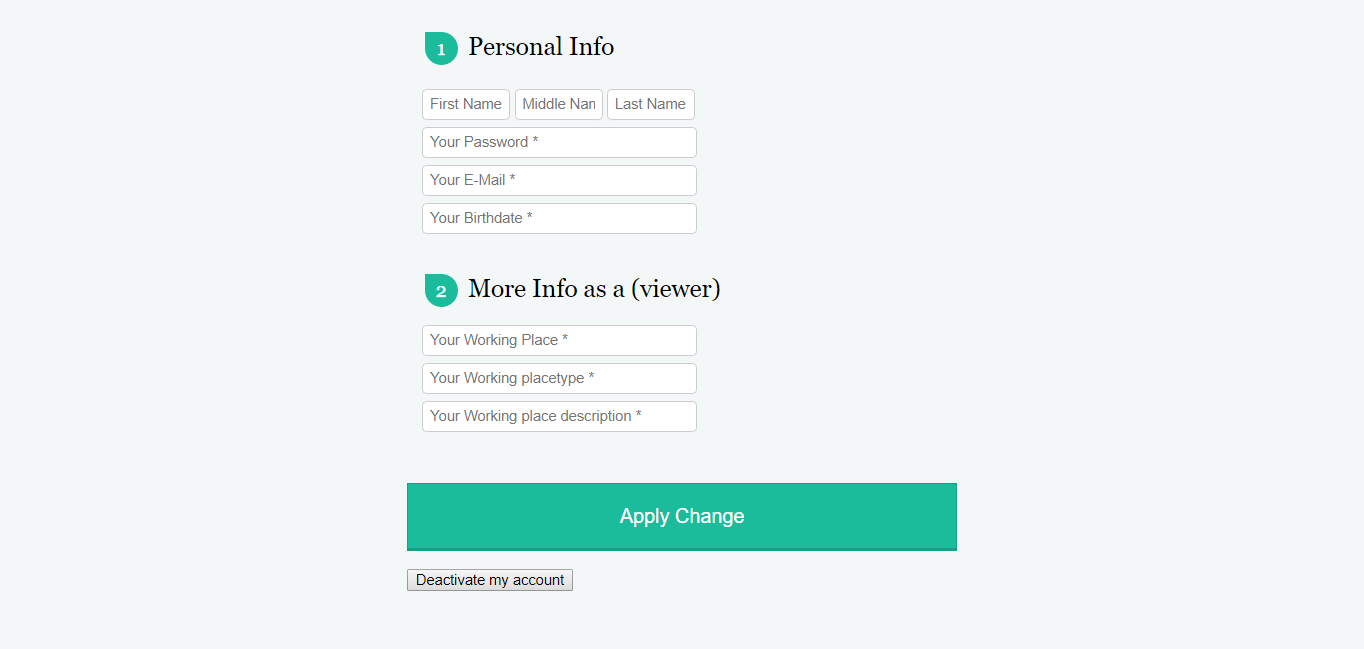 1 Personal Info
First Name Middle Nan Last Name
Your Password *
Your E-Mail *
Your Birthdate *
2 More Info as a (viewer)
Your Working Place *
Your Working placetype *
Your Working place description *
Apply Change
Deactivate my account